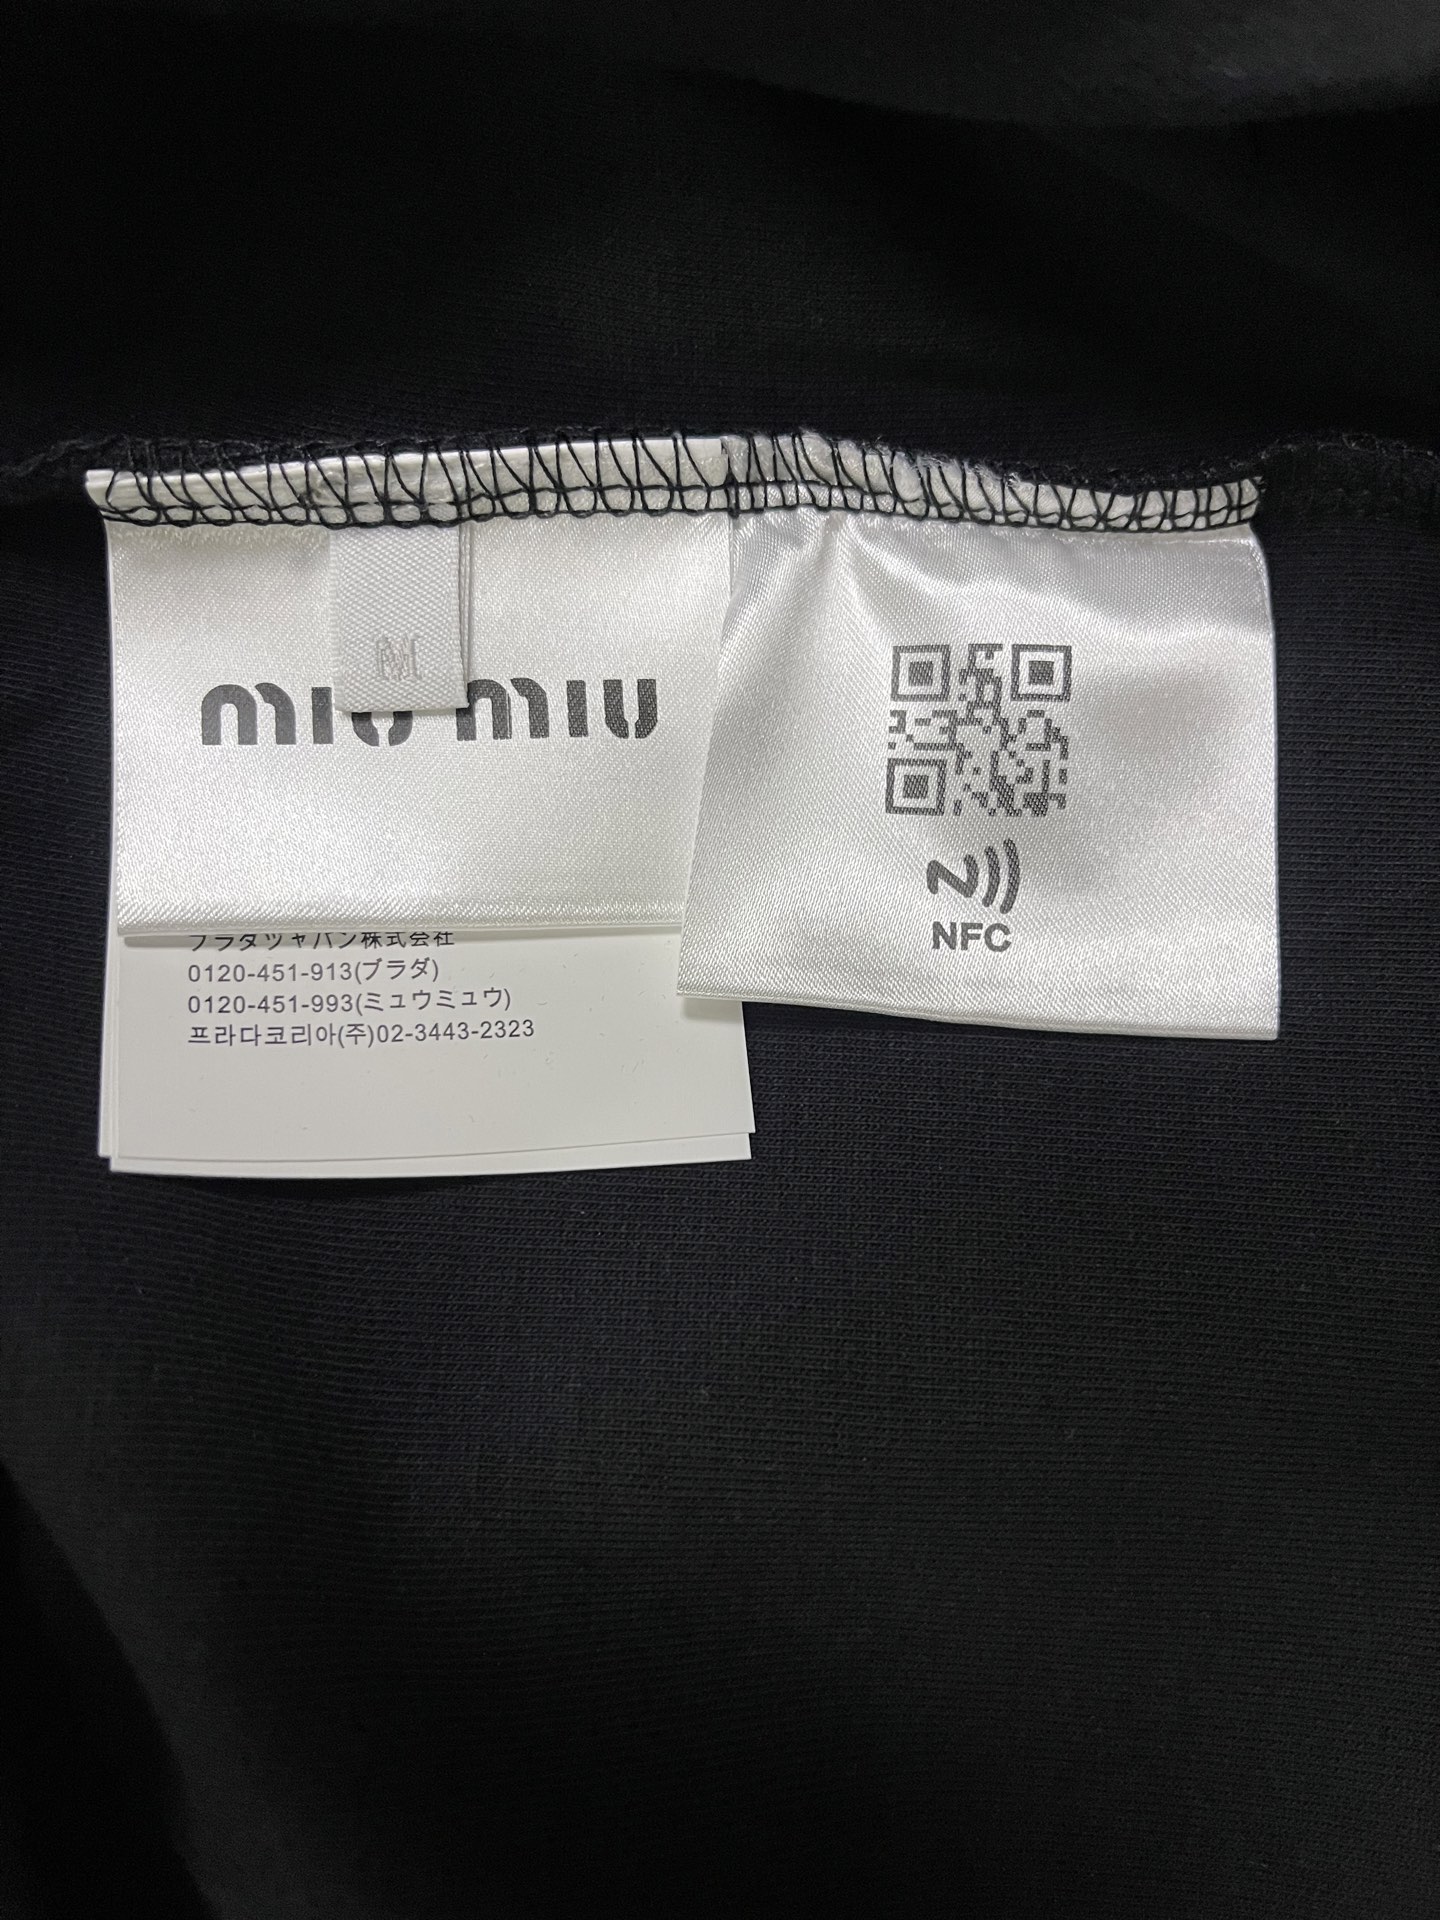 miu miu
プラダジャパン株式会社
0120-451-913(プラダ)
0120-451-993(ミュウミュウ)
프라다코리아(주)02-3443-2323
NFC